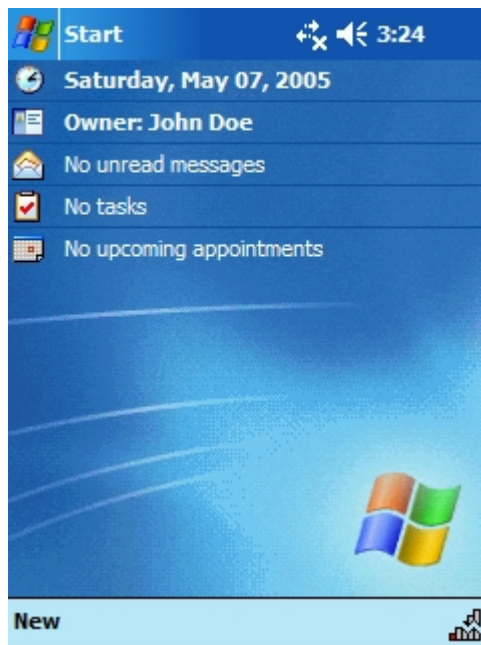 Start 3:24
Saturday, May 07, 2005
Owner: John Doe
No unread messages
No tasks
No upcoming appointments
New